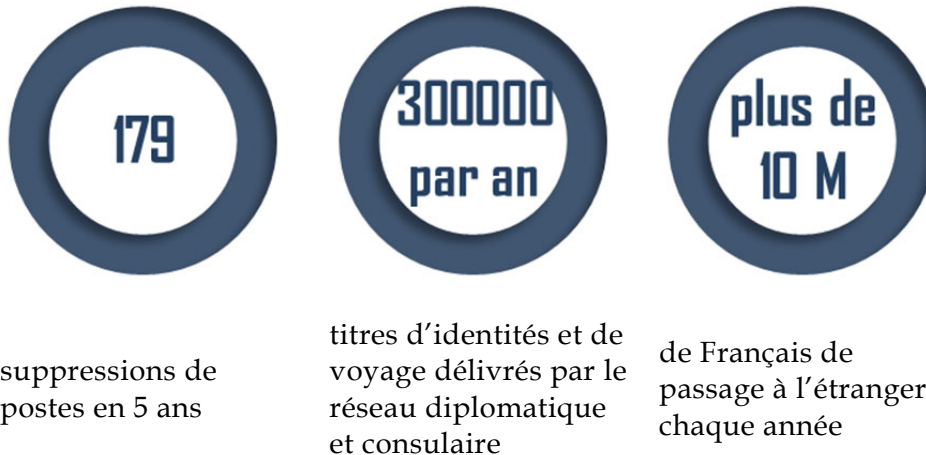 179
suppressions de
postes en 5 ans
300000
par an
titres d’identités et de
voyage délivrés par le
réseau diplomatique
et consulaire
plus de
10 M
de Français de
passage à l’étranger
chaque année